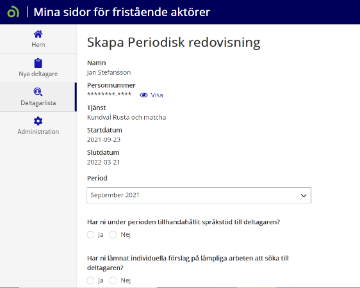 Mina sidor för fristående aktörer
Hem
Nya deltagare
Deltagarlista
Administration
Skapa Periodisk redovisning
Namn
Jan Stefansson
Personnummer
********-**** Visa
Tjänst
Kundval Rusta och matcha
Startdatum
2021-09-23
Slutdatum
2022-03-21
Period
September 2021
Har ni under perioden tillhandahållit språkstöd till deltagaren?
Ja Nej
Har ni lämnat individuella förslag på lämpliga arbeten att söka till
deltagaren?
Ja Nej